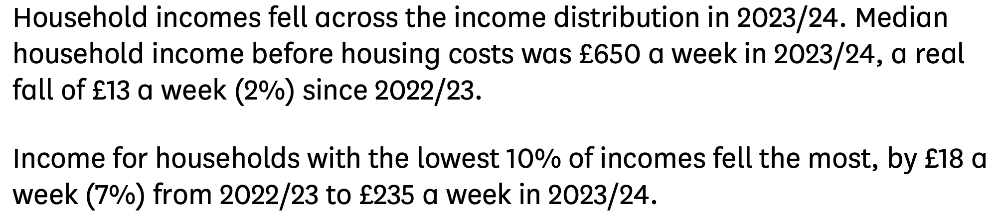 Household incomes fell across the income distribution in 2023/24. Median
household income before housing costs was £650 a week in 2023/24, a real
fall of £13 a week (2%) since 2022/23.
Income for households with the lowest 10% of incomes fell the most, by £18 a
week (7%) from 2022/23 to £235 a week in 2023/24.